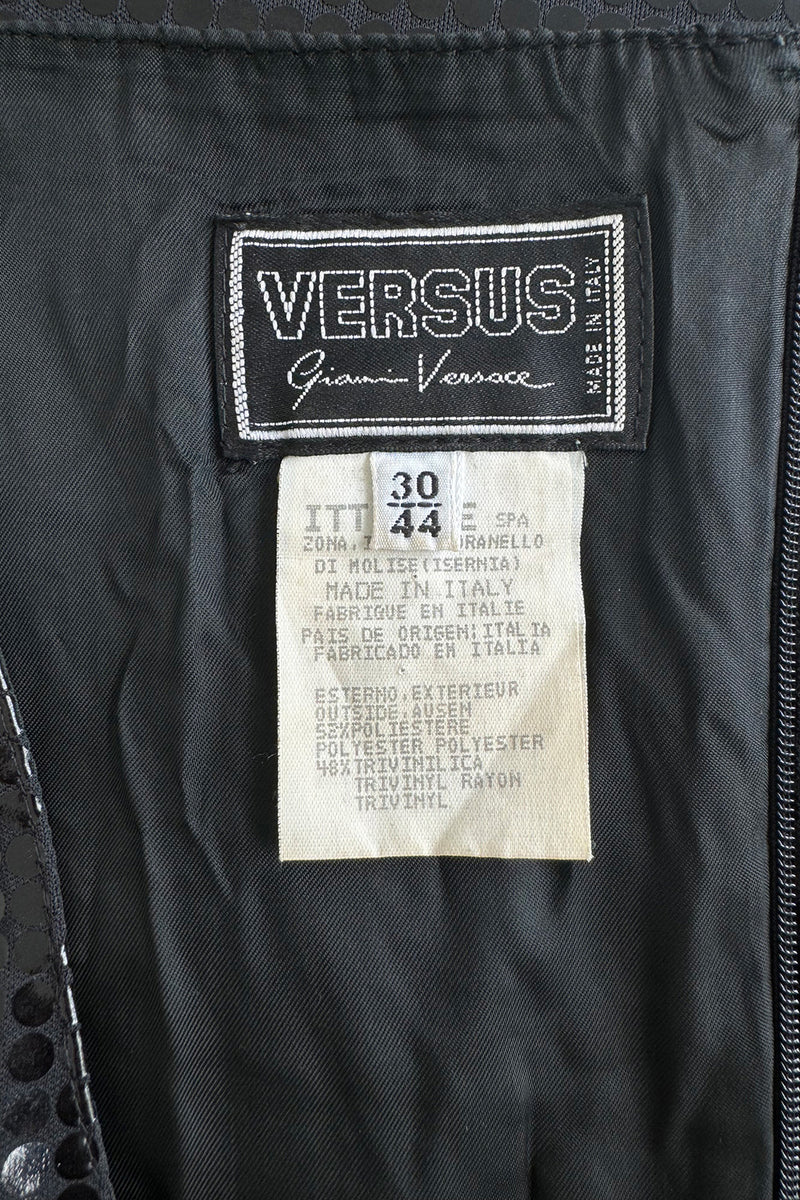 VERSUS
Gianni Versace
MADE IN ITALY
30
44
SPA
ZONA
DI MOLISE(ISERNIA)
MADE IN ITALY
FABRIQUE EN ITALIE
PAIS DE ORIGEN:ITALIA
FABRICADO EN ITALIA
ESTERNO,EXTERIEUR
OUTSIDE,AUSEN
52%POLIESTERE
POLYESTER POLYESTER
48%TRIVINILICA
TRIVINYL RAYON
TRIVINYL